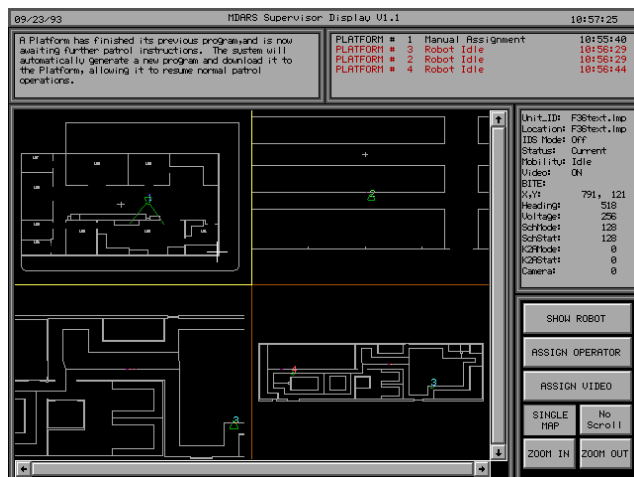 09/23/93
MDARS Supervisor Display V1.1
10:57:25
A Platform has finished its previous program,and is now
awaiting further patrol instructions. The system will
automatically generate a new program and download it to
the Platform, allowing it to resume normal patrol
operations.
PLATFORM # 1 Manual Assignment 10:55:40
PLATFORM # 3 Robot Idle 10:56:29
PLATFORM # 2 Robot Idle 10:56:29
PLATFORM # 4 Robot Idle 10:56:44
Unit_ID: F36text.Imp
Location: F36text.Imp
IDS Mode: Off
Status: Current
Mobility: Idle
Video: ON
BITE:
X,Y: 791, 121
Heading: 518
Voltage: 256
SchMode: 128
SchStat: 128
K2AMode: 0
K2AStat: 0
Camera: 0
1
2
3
4
3
SHOW ROBOT
ASSIGN OPERATOR
ASSIGN VIDEO
SINGLE
MAP
No
Scroll
ZOOM IN
ZOOM OUT